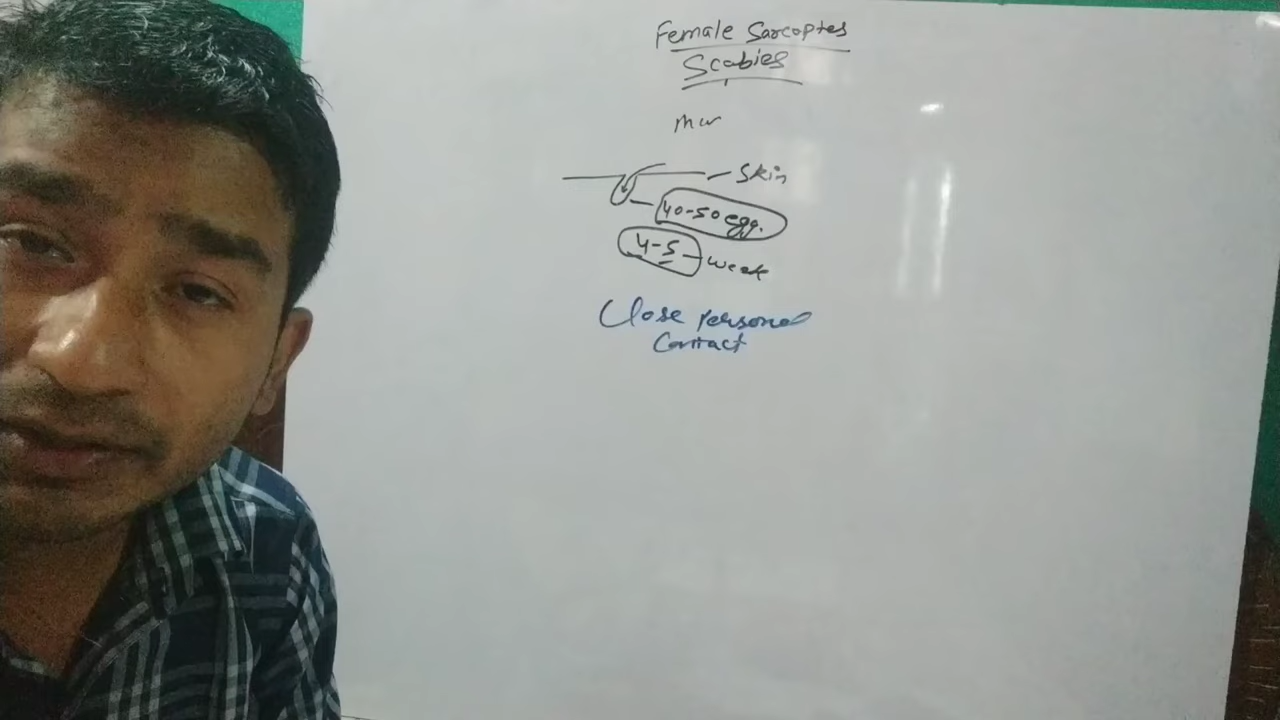 Female Sarcoptes
Scabies
Skin
40-50 egg.
4-5 - week
Close Personal
Contact